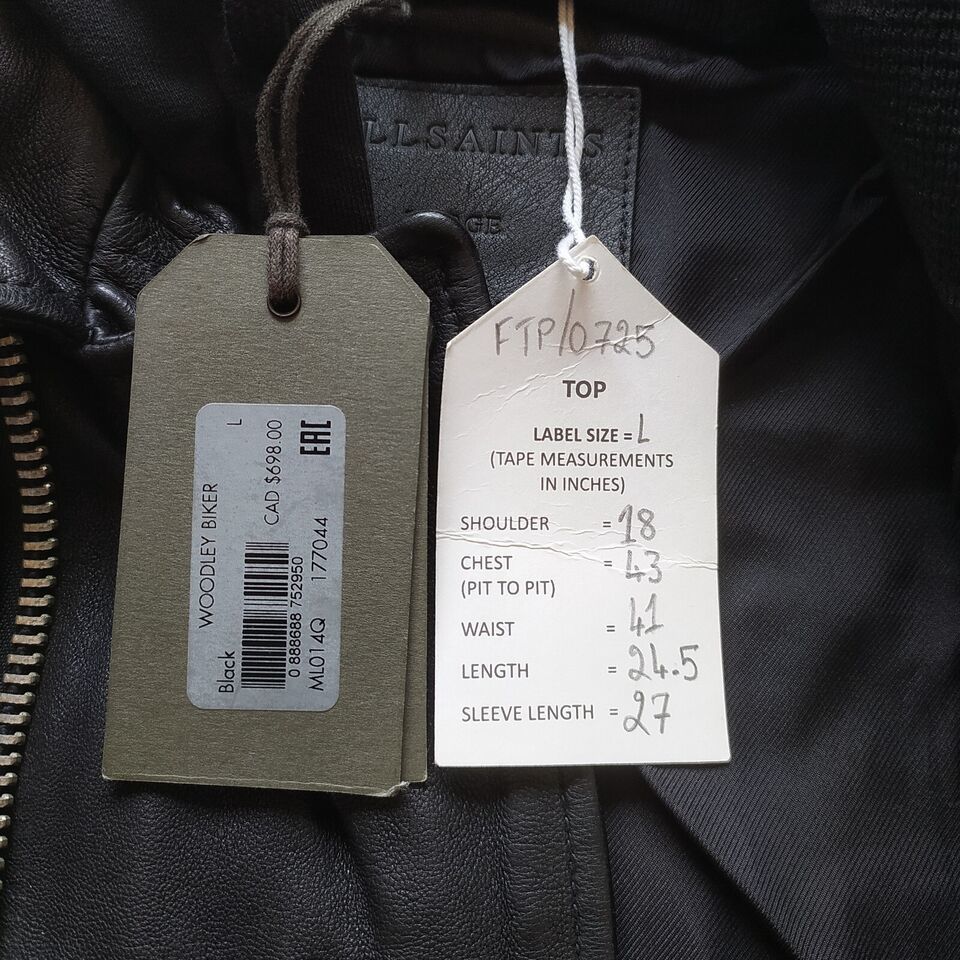 LLSAINTS
GE
WOODLEY BIKER
L
Black
CAD $698.00
0 888688 752950
EAC
ML014Q 177044
FTP/0725
TOP
LABEL SIZE = L
(TAPE MEASUREMENTS
IN INCHES)
SHOULDER = 18
CHEST = 43
(PIT TO PIT)
WAIST = 41
LENGTH = 24.5
SLEEVE LENGTH = 27